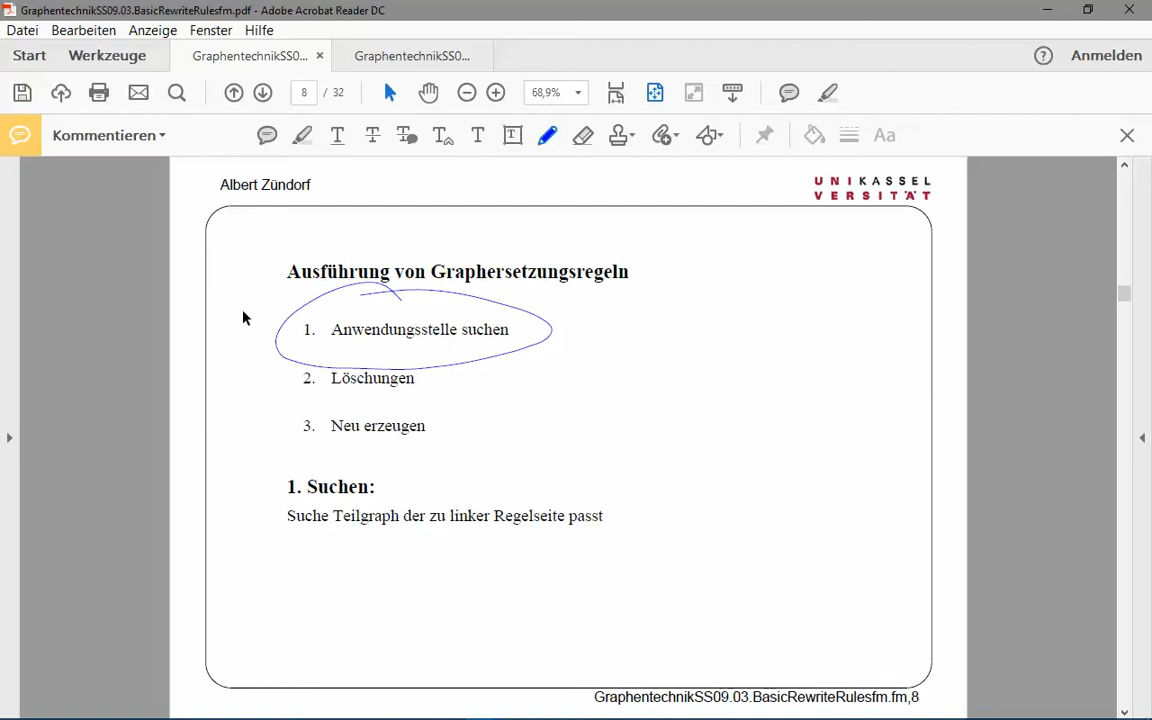 GraphentechnikSS09.03.BasicRewriteRulesfm.pdf - Adobe Acrobat Reader DC
Datei Bearbeiten Anzeige Fenster Hilfe
Start Werkzeuge GraphentechnikSS0... × GraphentechnikSS0... ? Anmelden
8 / 32 68,9%
Kommentieren T T T T T T Aa
Albert Zündorf
UNIKASSEL
VERSITÄT
Ausführung von Graphersetzungsregeln
1. Anwendungsstelle suchen
2. Löschungen
3. Neu erzeugen
1. Suchen:
Suche Teilgraph der zu linker Regelseite passt
GraphentechnikSS09.03.BasicRewriteRulesfm.fm,8